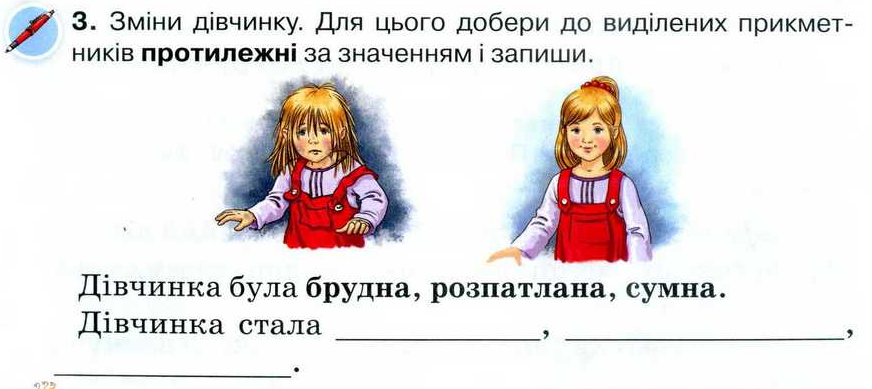 3. Зміни дівчинку. Для цього добери до виділених прикмет-
ників протилежні за значенням і запиши.
Дівчинка була брудна, розпатлана, сумна.
Дівчинка стала ____________, ________________,
______________.